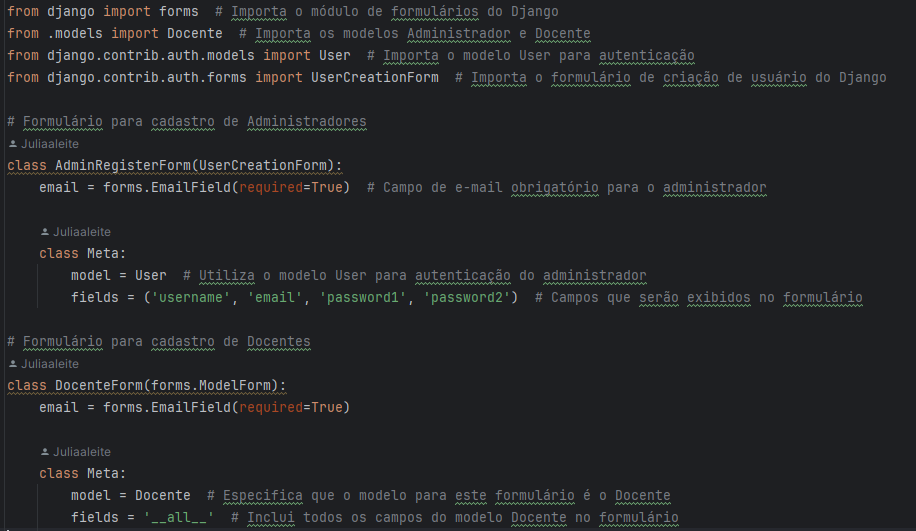 from django import forms  # Importa o módulo de formulários do Django
from .models import Docente  # Importa os modelos Administrador e Docente
from django.contrib.auth.models import User  # Importa o modelo User para autenticação
from django.contrib.auth.forms import UserCreationForm  # Importa o formulário de criação de usuário do Django
# Formulário para cadastro de Administradores
Juliaaleite
class AdminRegisterForm(UserCreationForm):
    email = forms.EmailField(required=True)  # Campo de e-mail obrigatório para o administrador
    Juliaaleite
    class Meta:
        model = User  # Utiliza o modelo User para autenticação do administrador
        fields = ('username', 'email', 'password1', 'password2')  # Campos que serão exibidos no formulário
# Formulário para cadastro de Docentes
Juliaaleite
class DocenteForm(forms.ModelForm):
    email = forms.EmailField(required=True)
    Juliaaleite
    class Meta:
        model = Docente  # Especifica que o modelo para este formulário é o Docente
        fields = '__all__'  # Inclui todos os campos do modelo Docente no formulário